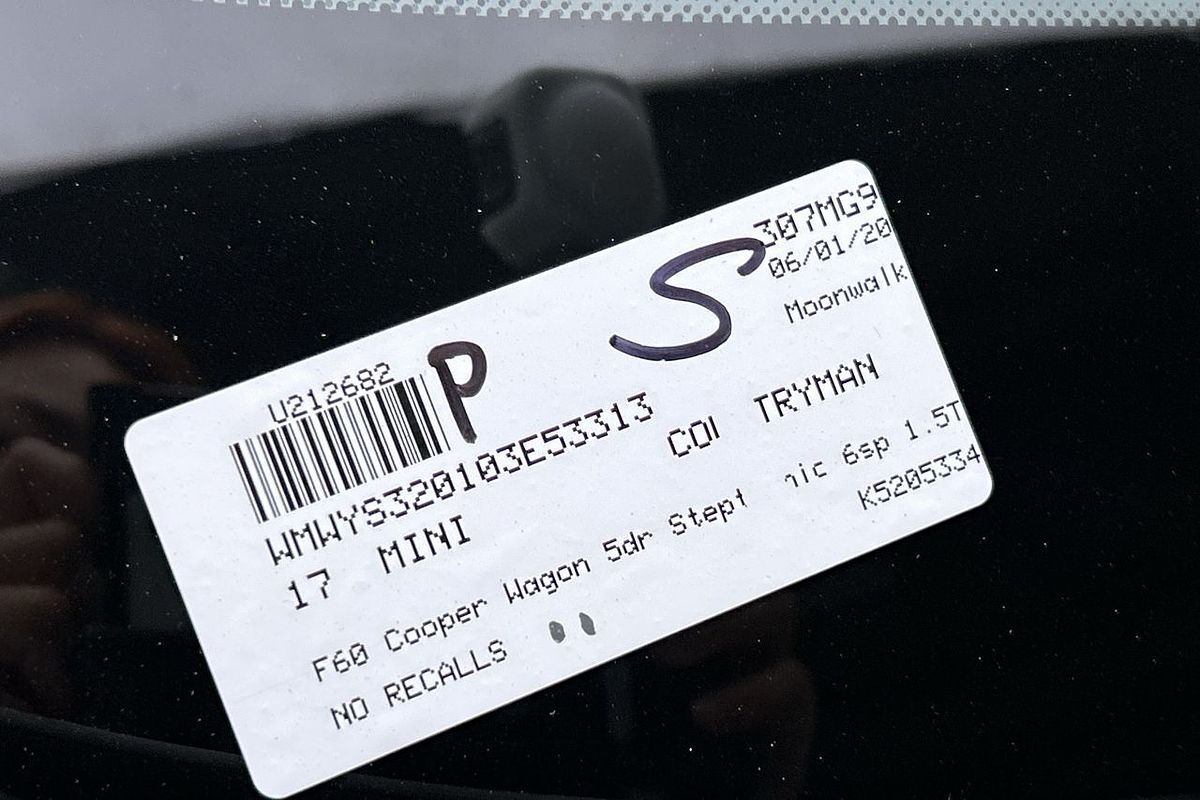 307MG9
06/01/20
Moonwalk
P S
U212682
WMWYS320103E53313
17 MINI COI TRYMAN
F60 Cooper Wagon 5dr Stept nic 6sp 1.5T
NO RECALLS K5205334